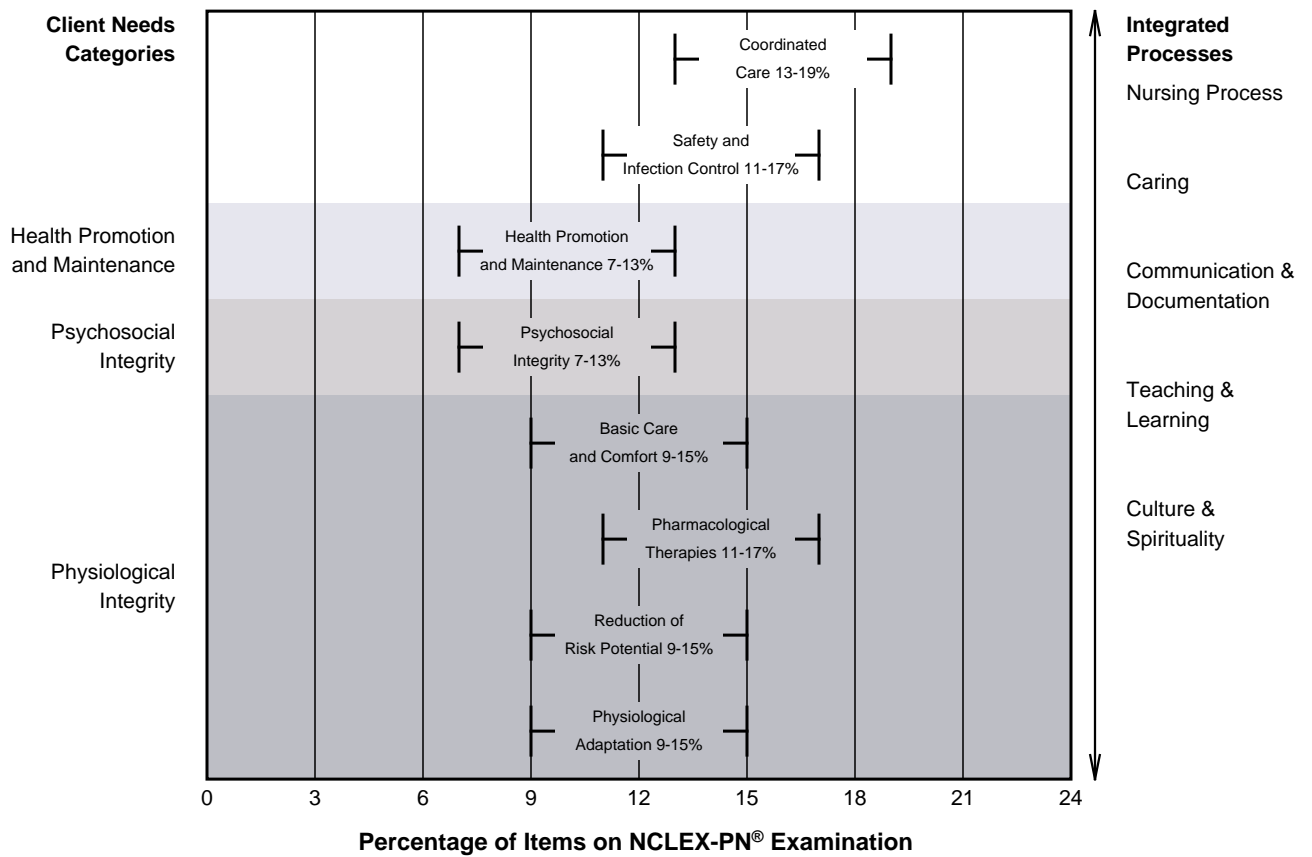 Client Needs
Categories
Coordinated
Care 13-19%
Safety and
Infection Control 11-17%
Health Promotion
and Maintenance
Health Promotion
and Maintenance 7-13%
Psychosocial
Integrity
Psychosocial
Integrity 7-13%
Physiological
Integrity
Basic Care
and Comfort 9-15%
Pharmacological
Therapies 11-17%
Reduction of
Risk Potential 9-15%
Physiological
Adaptation 9-15%
0 3 6 9 12 15 18 21 24
Percentage of Items on NCLEX-PN® Examination
Integrated
Processes
Nursing Process
Caring
Communication &
Documentation
Teaching &
Learning
Culture &
Spirituality